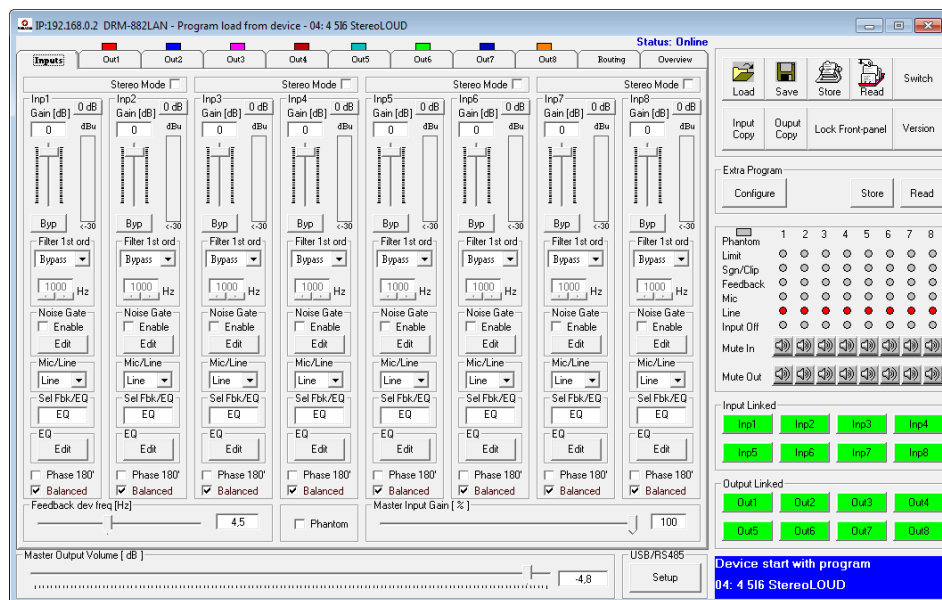 IP:192.168.0.2 DRM-882LAN - Program load from device - 04: 4 5I6 StereoLOUD
Status: Online
Inputs Out1 Out2 Out3 Out4 Out5 Out6 Out7 Out8 Routing Overview
Stereo Mode Stereo Mode Stereo Mode Stereo Mode
Inp1 Inp2 Inp3 Inp4 Inp5 Inp6 Inp7 Inp8
Gain [dB] 0 dB Gain [dB] 0 dB Gain [dB] 0 dB Gain [dB] 0 dB Gain [dB] 0 dB Gain [dB] 0 dB Gain [dB] 0 dB Gain [dB] 0 dB
0 dBu 0 dBu 0 dBu 0 dBu 0 dBu 0 dBu 0 dBu 0 dBu
Byp <-30 Byp <-30 Byp <-30 Byp <-30 Byp <-30 Byp <-30 Byp <-30 Byp <-30
Filter 1st ord Filter 1st ord Filter 1st ord Filter 1st ord Filter 1st ord Filter 1st ord Filter 1st ord Filter 1st ord
Bypass Bypass Bypass Bypass Bypass Bypass Bypass Bypass
1000 Hz 1000 Hz 1000 Hz 1000 Hz 1000 Hz 1000 Hz 1000 Hz 1000 Hz
Noise Gate Noise Gate Noise Gate Noise Gate Noise Gate Noise Gate Noise Gate Noise Gate
Enable Enable Enable Enable Enable Enable Enable Enable
Edit Edit Edit Edit Edit Edit Edit Edit
Mic/Line Mic/Line Mic/Line Mic/Line Mic/Line Mic/Line Mic/Line Mic/Line
Line Line Line Line Line Line Line Line
Sel Fbk/EQ Sel Fbk/EQ Sel Fbk/EQ Sel Fbk/EQ Sel Fbk/EQ Sel Fbk/EQ Sel Fbk/EQ Sel Fbk/EQ
EQ EQ EQ EQ EQ EQ EQ EQ
EQ EQ EQ EQ EQ EQ EQ EQ
Edit Edit Edit Edit Edit Edit Edit Edit
Phase 180' Phase 180' Phase 180' Phase 180' Phase 180' Phase 180' Phase 180' Phase 180'
Balanced Balanced Balanced Balanced Balanced Balanced Balanced Balanced
Feedback dev freq [Hz] Master Input Gain [ % ]
4,5 Phantom 100
Master Output Volume [ dB ] USB/RS485
-4,8 Setup
Load Save Store Read Switch
Input Copy Ouput Copy Lock Front-panel Version
Extra Program
Configure Store Read
1 2 3 4 5 6 7 8
Phantom
Limit
Sgn/Clip
Feedback
Mic
Line
Input Off
Mute In
Mute Out
Input Linked
Inp1 Inp2 Inp3 Inp4
Inp5 Inp6 Inp7 Inp8
Output Linked
Out1 Out2 Out3 Out4
Out5 Out6 Out7 Out8
Device start with program
04: 4 5I6 StereoLOUD